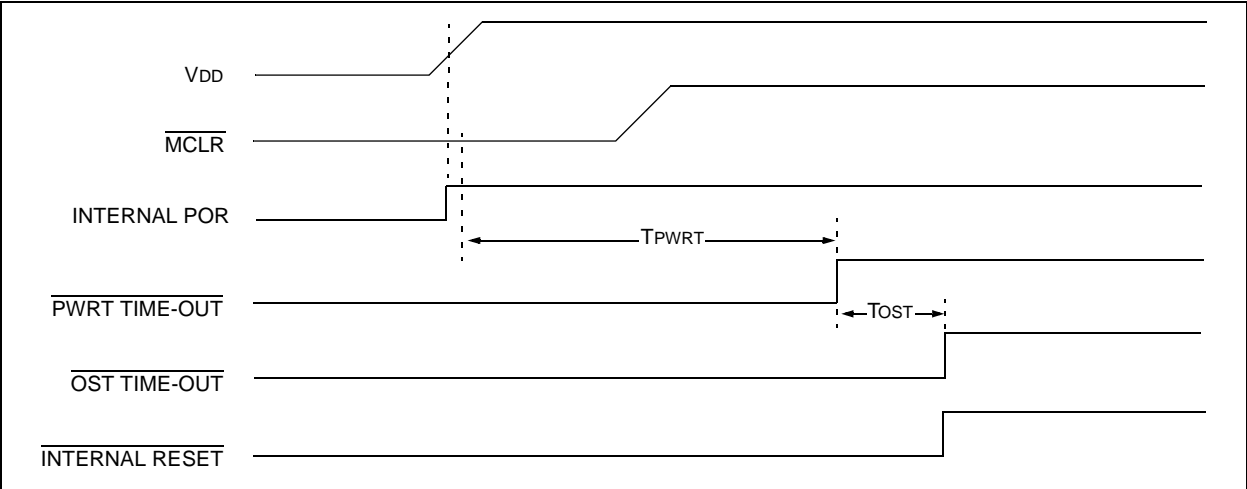 VDD
MCLR
INTERNAL POR
TPWRT
PWRT TIME-OUT
TOST
OST TIME-OUT
INTERNAL RESET